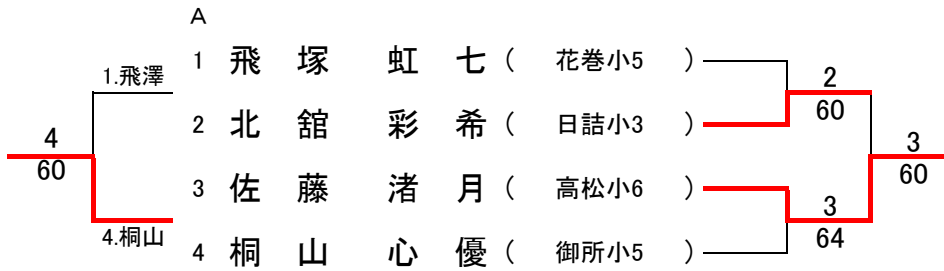 A
1 飛塚 虹七 ( 花巻小5 )
2 北舘 彩希 ( 日詰小3 )
3 佐藤 渚月 ( 高松小6 )
4 桐山 心優 ( 御所小5 )
1.飛澤
4
60
4.桐山
2
60
3
64
3
60